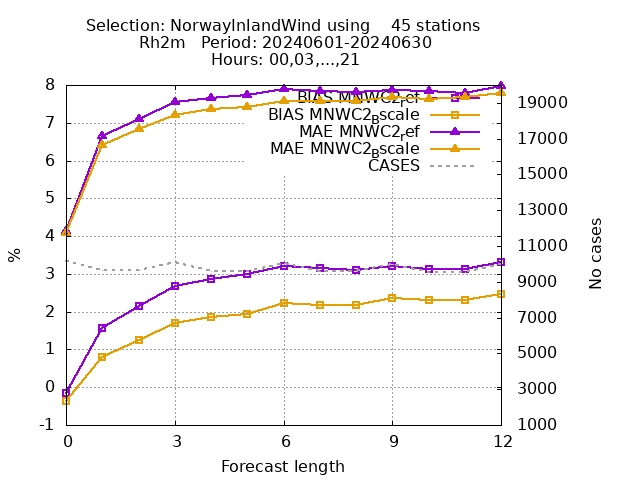 Selection: NorwayInlandWind using    45 stations
Rh2m   Period: 20240601-20240630
Hours: 00,03,...,21
BIAS MNWC2_ref
BIAS MNWC2_Bscale
MAE MNWC2_ref
MAE MNWC2_Bscale
CASES
8
7
6
5
4
3
2
1
0
-1
19000
17000
15000
13000
11000
9000
7000
5000
3000
1000
%
No cases
0 3 6 9 12
Forecast length